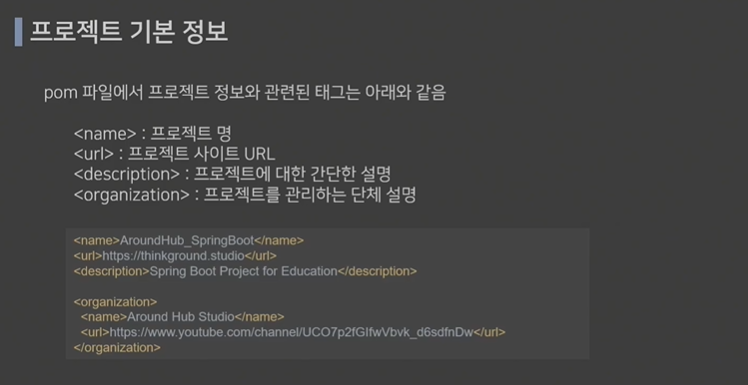 프로젝트 기본 정보
pom 파일에서 프로젝트 정보와 관련된 태그는 아래와 같음
<name> : 프로젝트 명
<url> : 프로젝트 사이트 URL
<description> : 프로젝트에 대한 간단한 설명
<organization> : 프로젝트를 관리하는 단체 설명
<name>AroundHub_SpringBoot</name>
<url>https://thinkground.studio</url>
<description>Spring Boot Project for Education</description>
<organization>
<name>Around Hub Studio</name>
<url>https://www.youtube.com/channel/UCO7p2fGIfwVbvk_d6sdfnDw</url>
</organization>